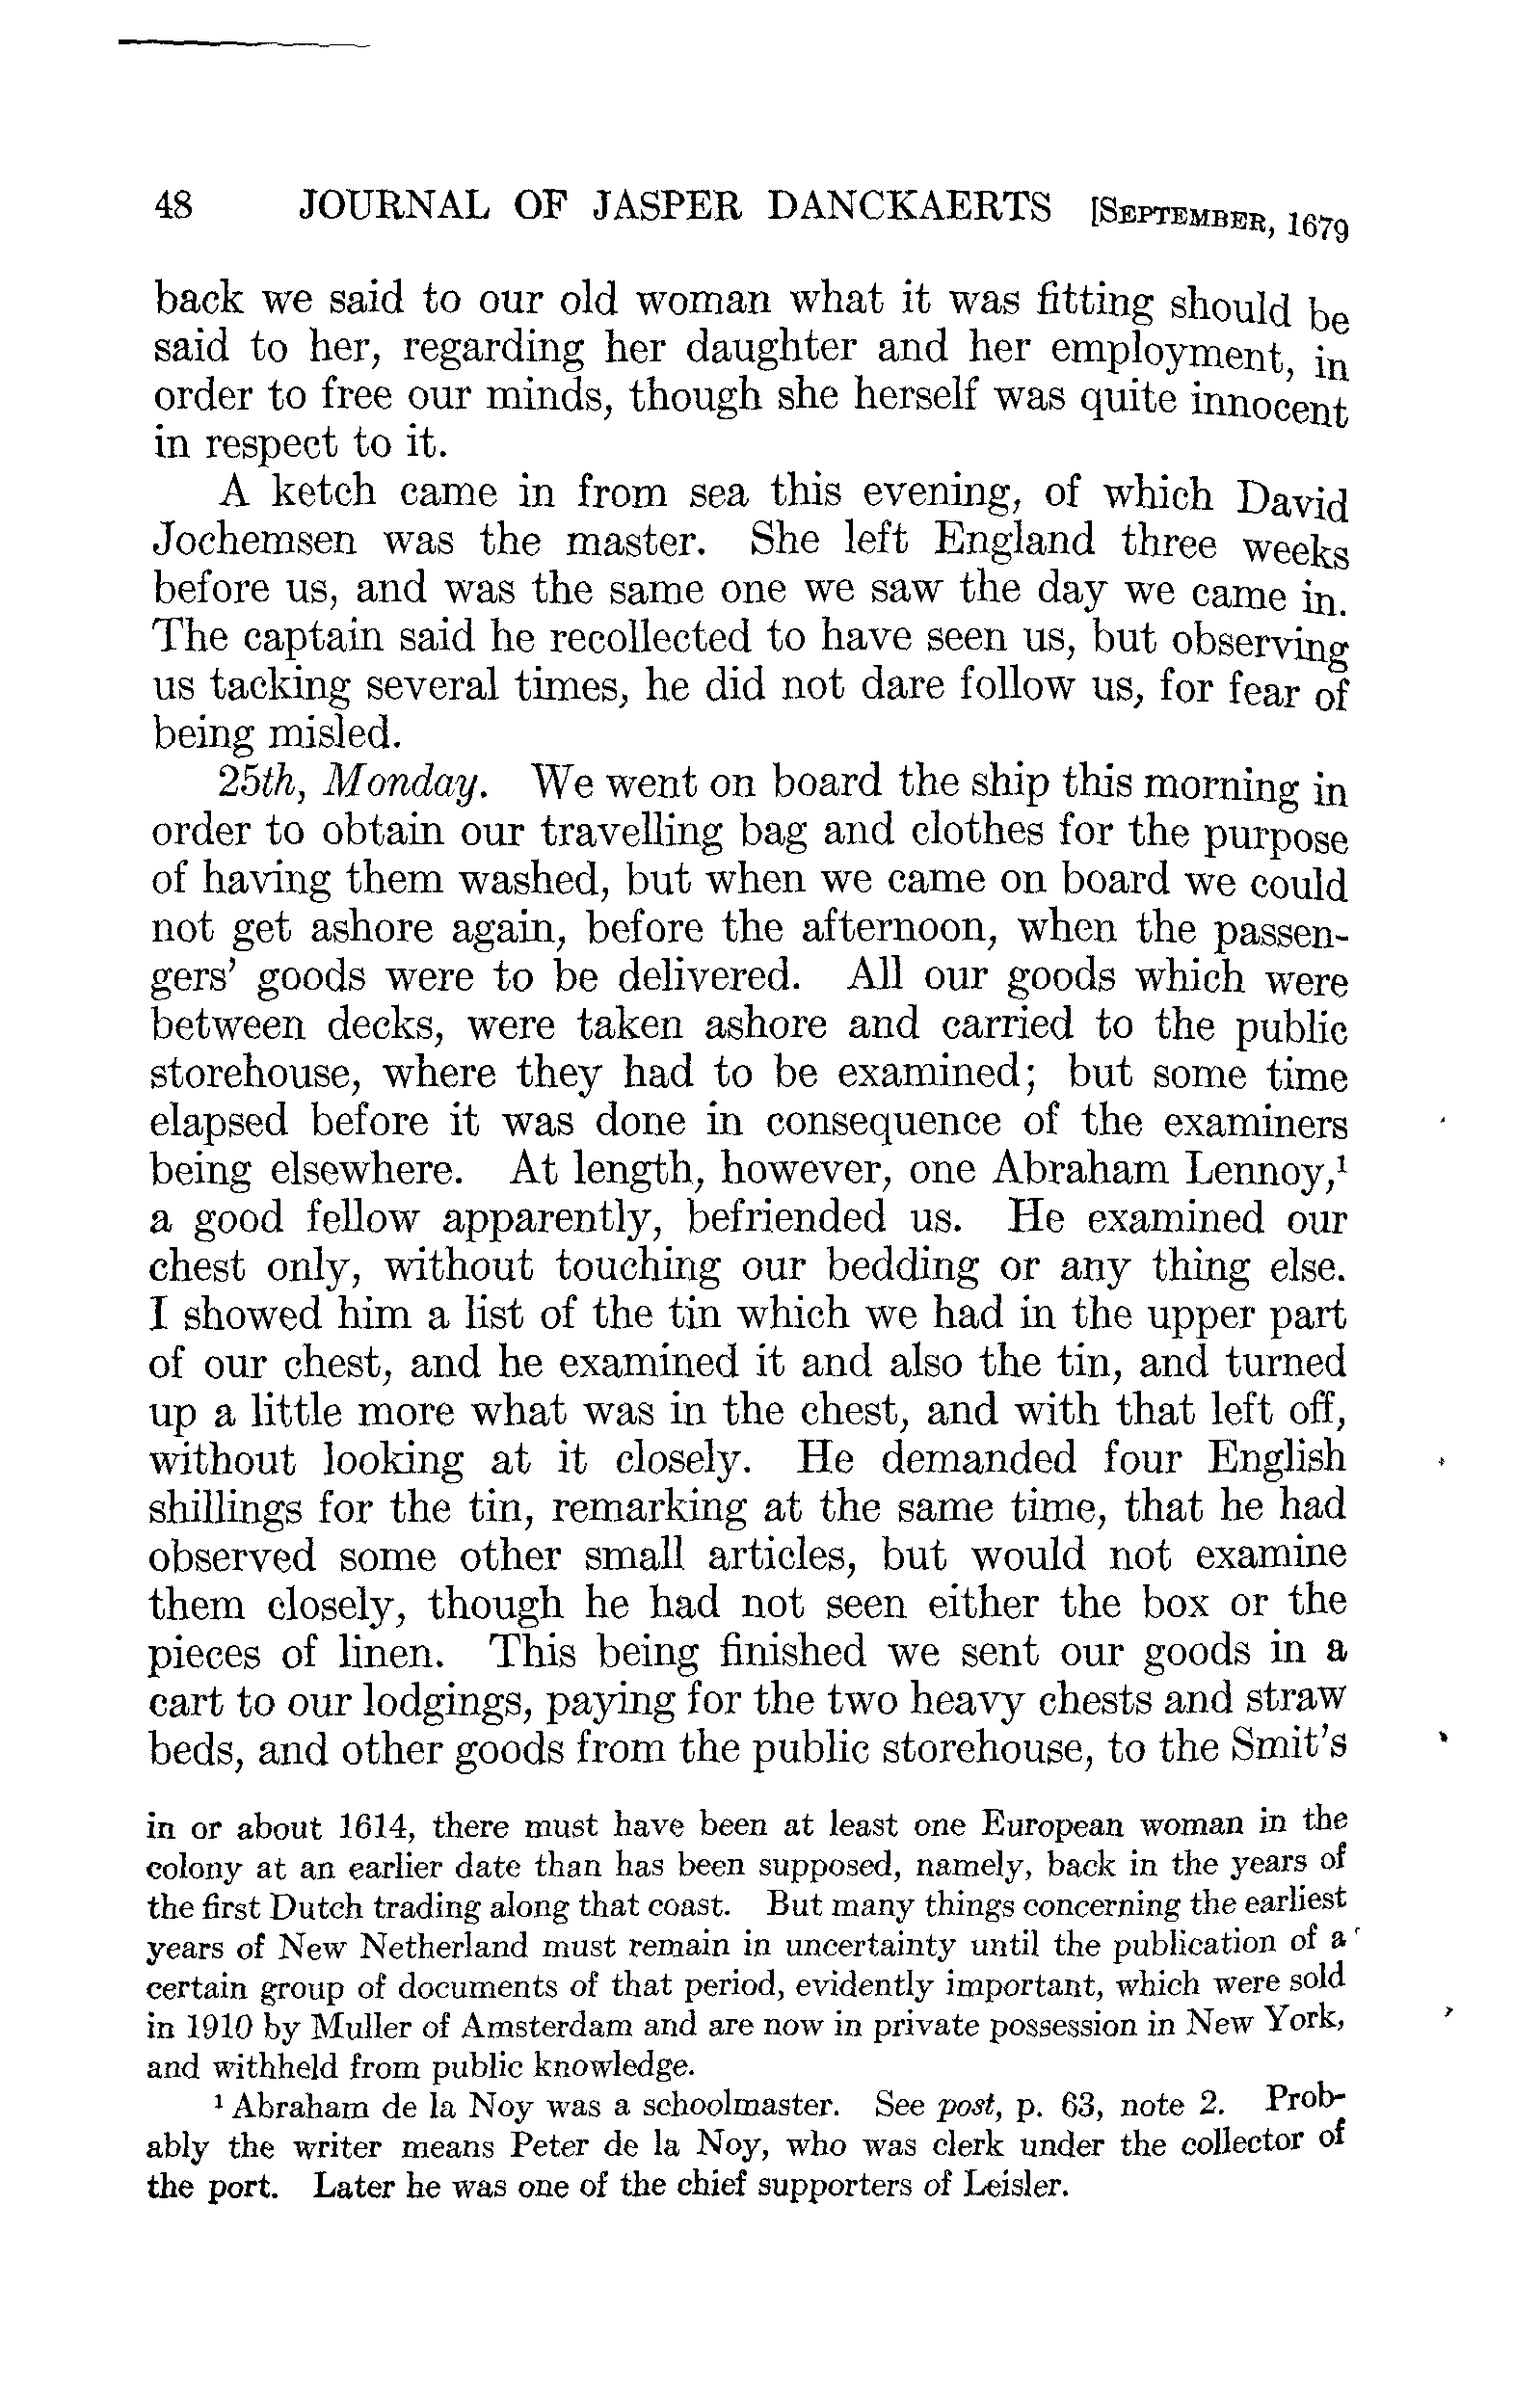 48 JOURNAL OF JASPER DANCKAERTS [SEPTEMBER, 1679
back we said to our old woman what it was fitting should be
said to her, regarding her daughter and her employment, in
order to free our minds, though she herself was quite innocent
in respect to it.
A ketch came in from sea this evening, of which David
Jochemsen was the master. She left England three weeks
before us, and was the same one we saw the day we came in.
The captain said he recollected to have seen us, but observing
us tacking several times, he did not dare follow us, for fear of
being misled.
25th, Monday. We went on board the ship this morning in
order to obtain our travelling bag and clothes for the purpose
of having them washed, but when we came on board we could
not get ashore again, before the afternoon, when the passen-
gers' goods were to be delivered. All our goods which were
between decks, were taken ashore and carried to the public
storehouse, where they had to be examined; but some time
elapsed before it was done in consequence of the examiners
being elsewhere. At length, however, one Abraham Lennoy,¹
a good fellow apparently, befriended us. He examined our
chest only, without touching our bedding or any thing else.
I showed him a list of the tin which we had in the upper part
of our chest, and he examined it and also the tin, and turned
up a little more what was in the chest, and with that left off,
without looking at it closely. He demanded four English
shillings for the tin, remarking at the same time, that he had
observed some other small articles, but would not examine
them closely, though he had not seen either the box or the
pieces of linen. This being finished we sent our goods in a
cart to our lodgings, paying for the two heavy chests and straw
beds, and other goods from the public storehouse, to the Smit's
in or about 1614, there must have been at least one European woman in the
colony at an earlier date than has been supposed, namely, back in the years of
the first Dutch trading along that coast. But many things concerning the earliest
years of New Netherland must remain in uncertainty until the publication of a
certain group of documents of that period, evidently important, which were sold
in 1910 by Muller of Amsterdam and are now in private possession in New York,
and withheld from public knowledge.
¹ Abraham de la Noy was a schoolmaster. See post, p. 63, note 2. Prob-
ably the writer means Peter de la Noy, who was clerk under the collector of
the port. Later he was one of the chief supporters of Leisler.